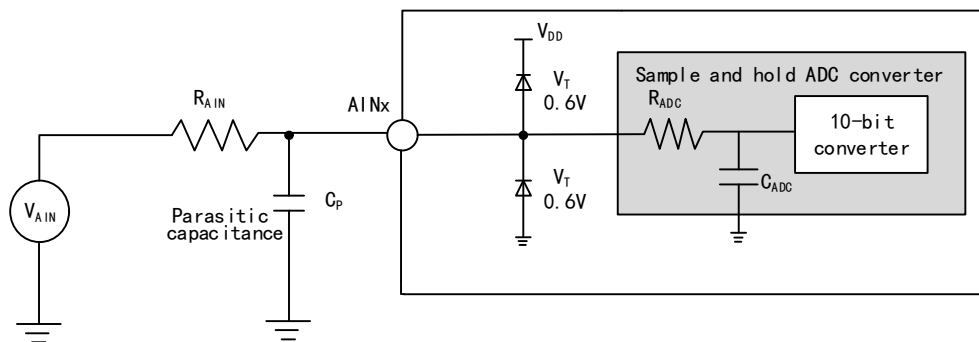 V_DD
Sample and hold ADC converter
V_T
0.6V
R_AIN
AINx
R_ADC
10-bit
converter
V_T
0.6V
C_ADC
C_P
V_AIN
Parasitic
capacitance